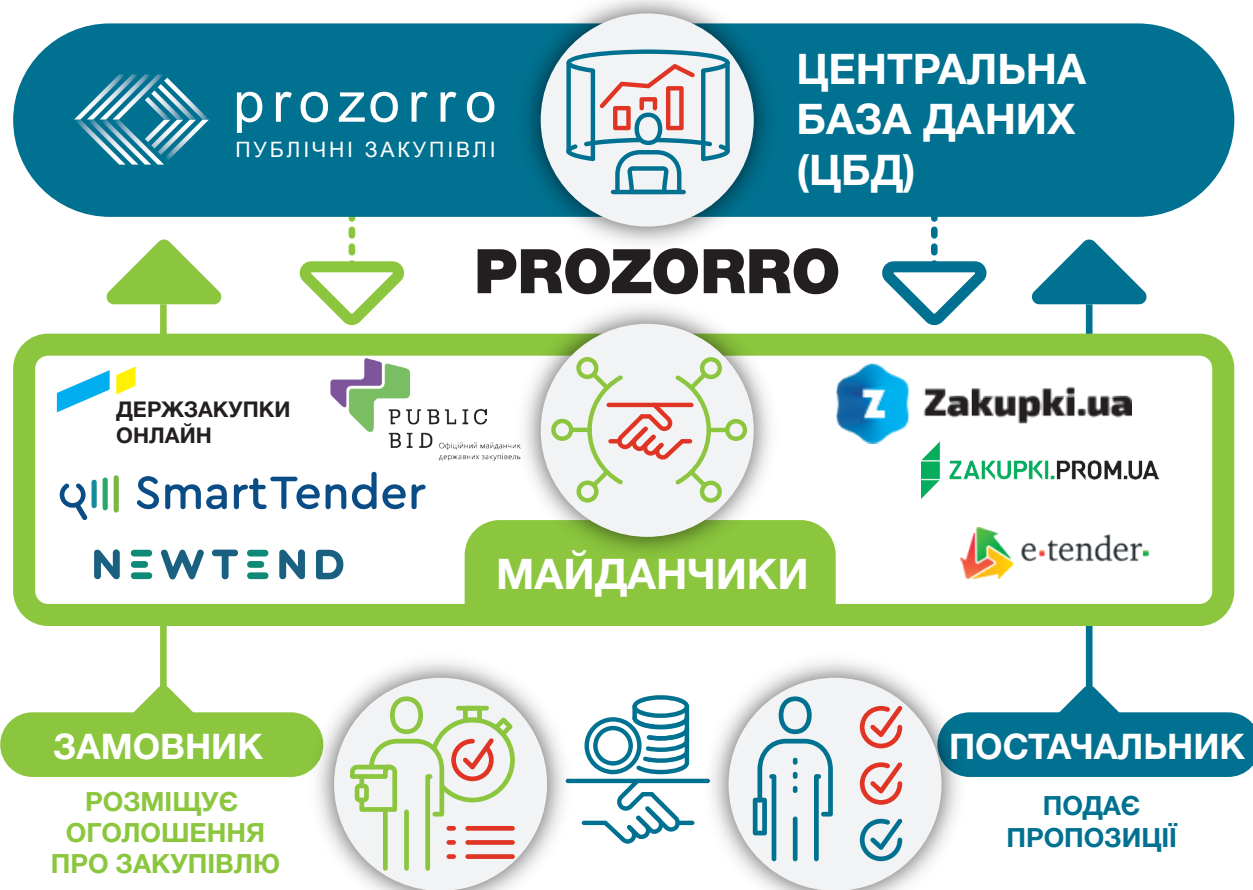 prozorro
ПУБЛІЧНІ ЗАКУПІВЛІ
ЦЕНТРАЛЬНА
БАЗА ДАНИХ
(ЦБД)
PROZORRO
ДЕРЖЗАКУПКИ
ОНЛАЙН
PUBLIC
BID
Офіційний майданчик
державних закупівель
SmartTender
NEWTEND
Z
Zakupki.ua
ZAKUPKI.PROM.UA
e-tender.
МАЙДАНЧИКИ
ЗАМОВНИК
РОЗМІЩУЄ
ОГОЛОШЕННЯ
ПРО ЗАКУПІВЛЮ
ПОСТАЧАЛЬНИК
ПОДАЄ
ПРОПОЗИЦІЇ